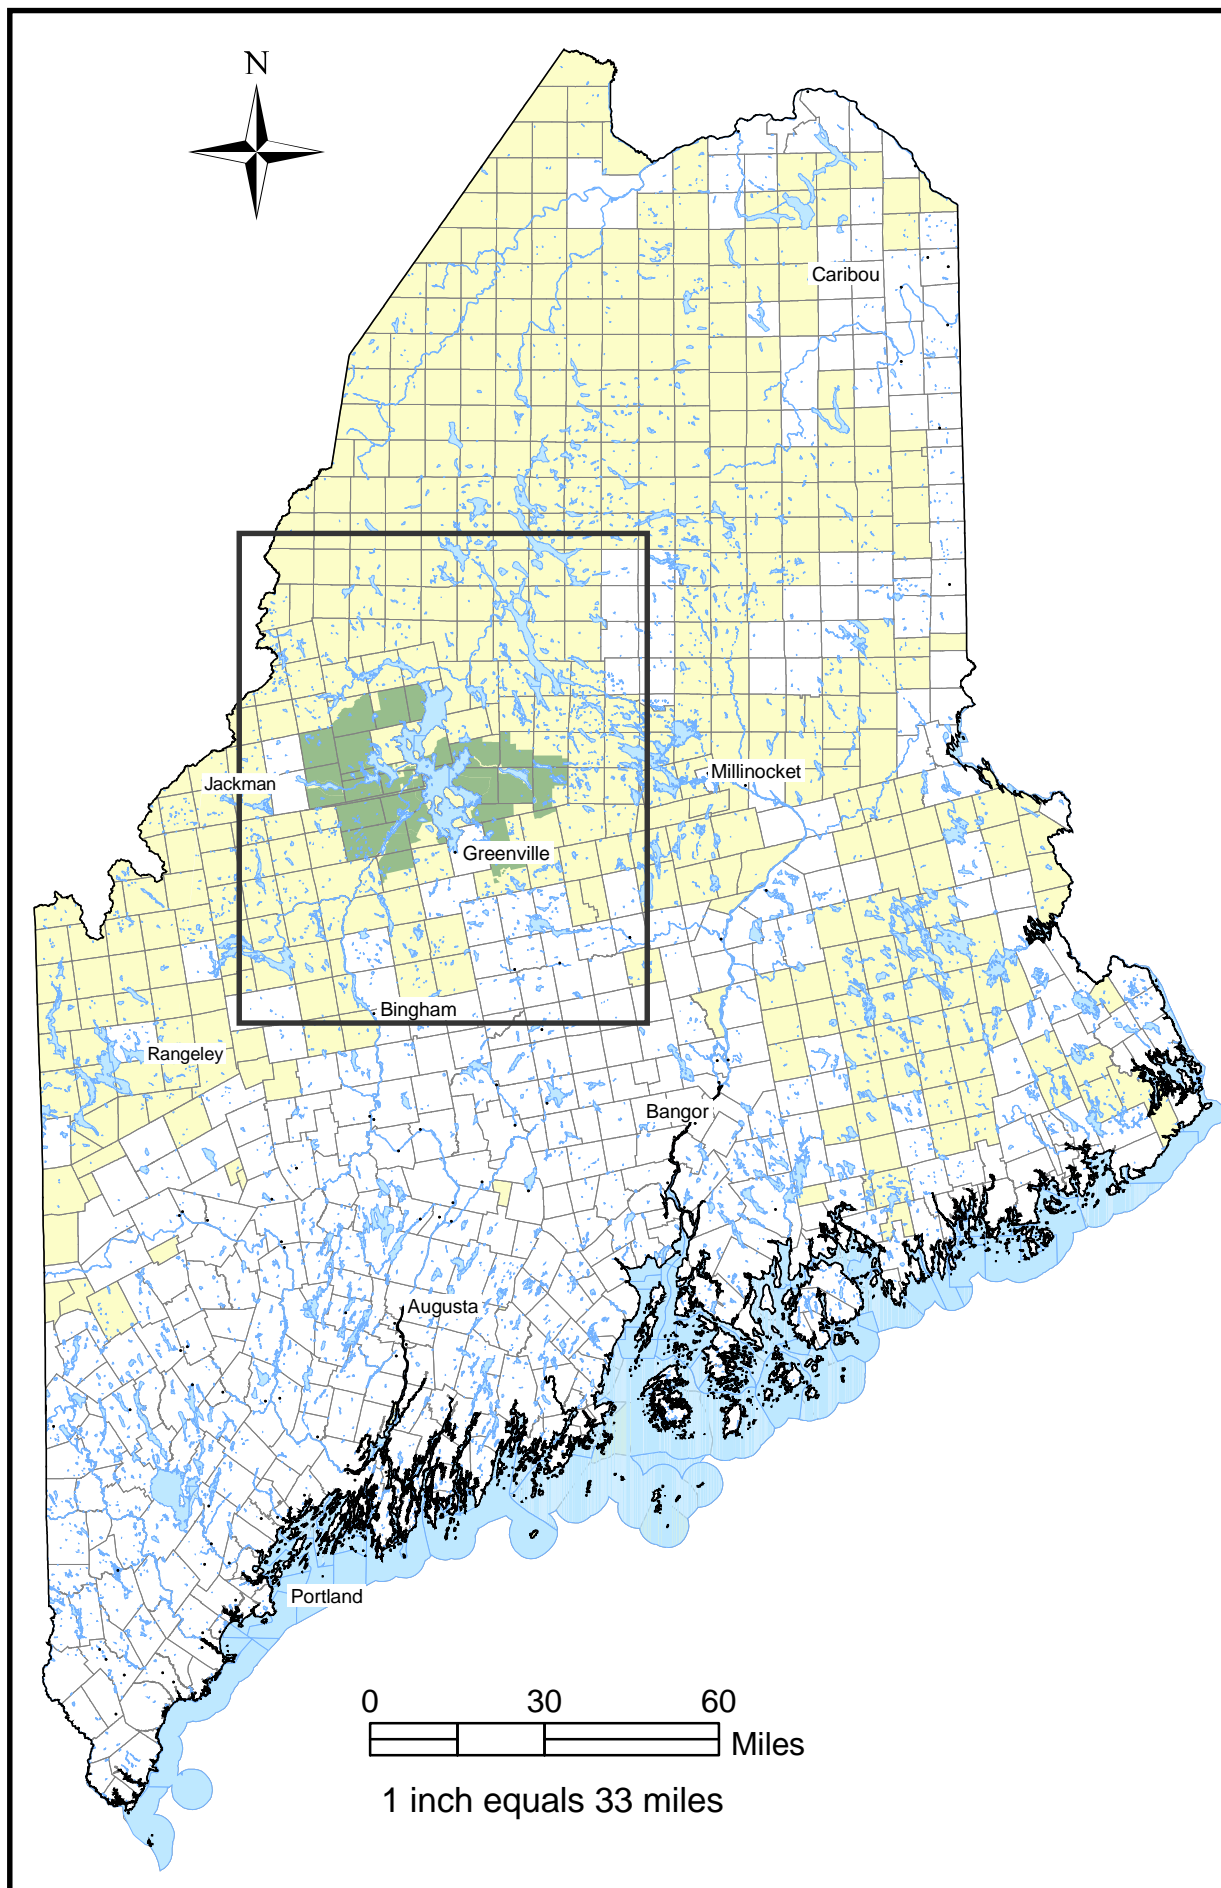 N
Caribou
Jackman
Millinocket
Greenville
Bingham
Rangeley
Bangor
Augusta
Portland
0 30 60
Miles
1 inch equals 33 miles